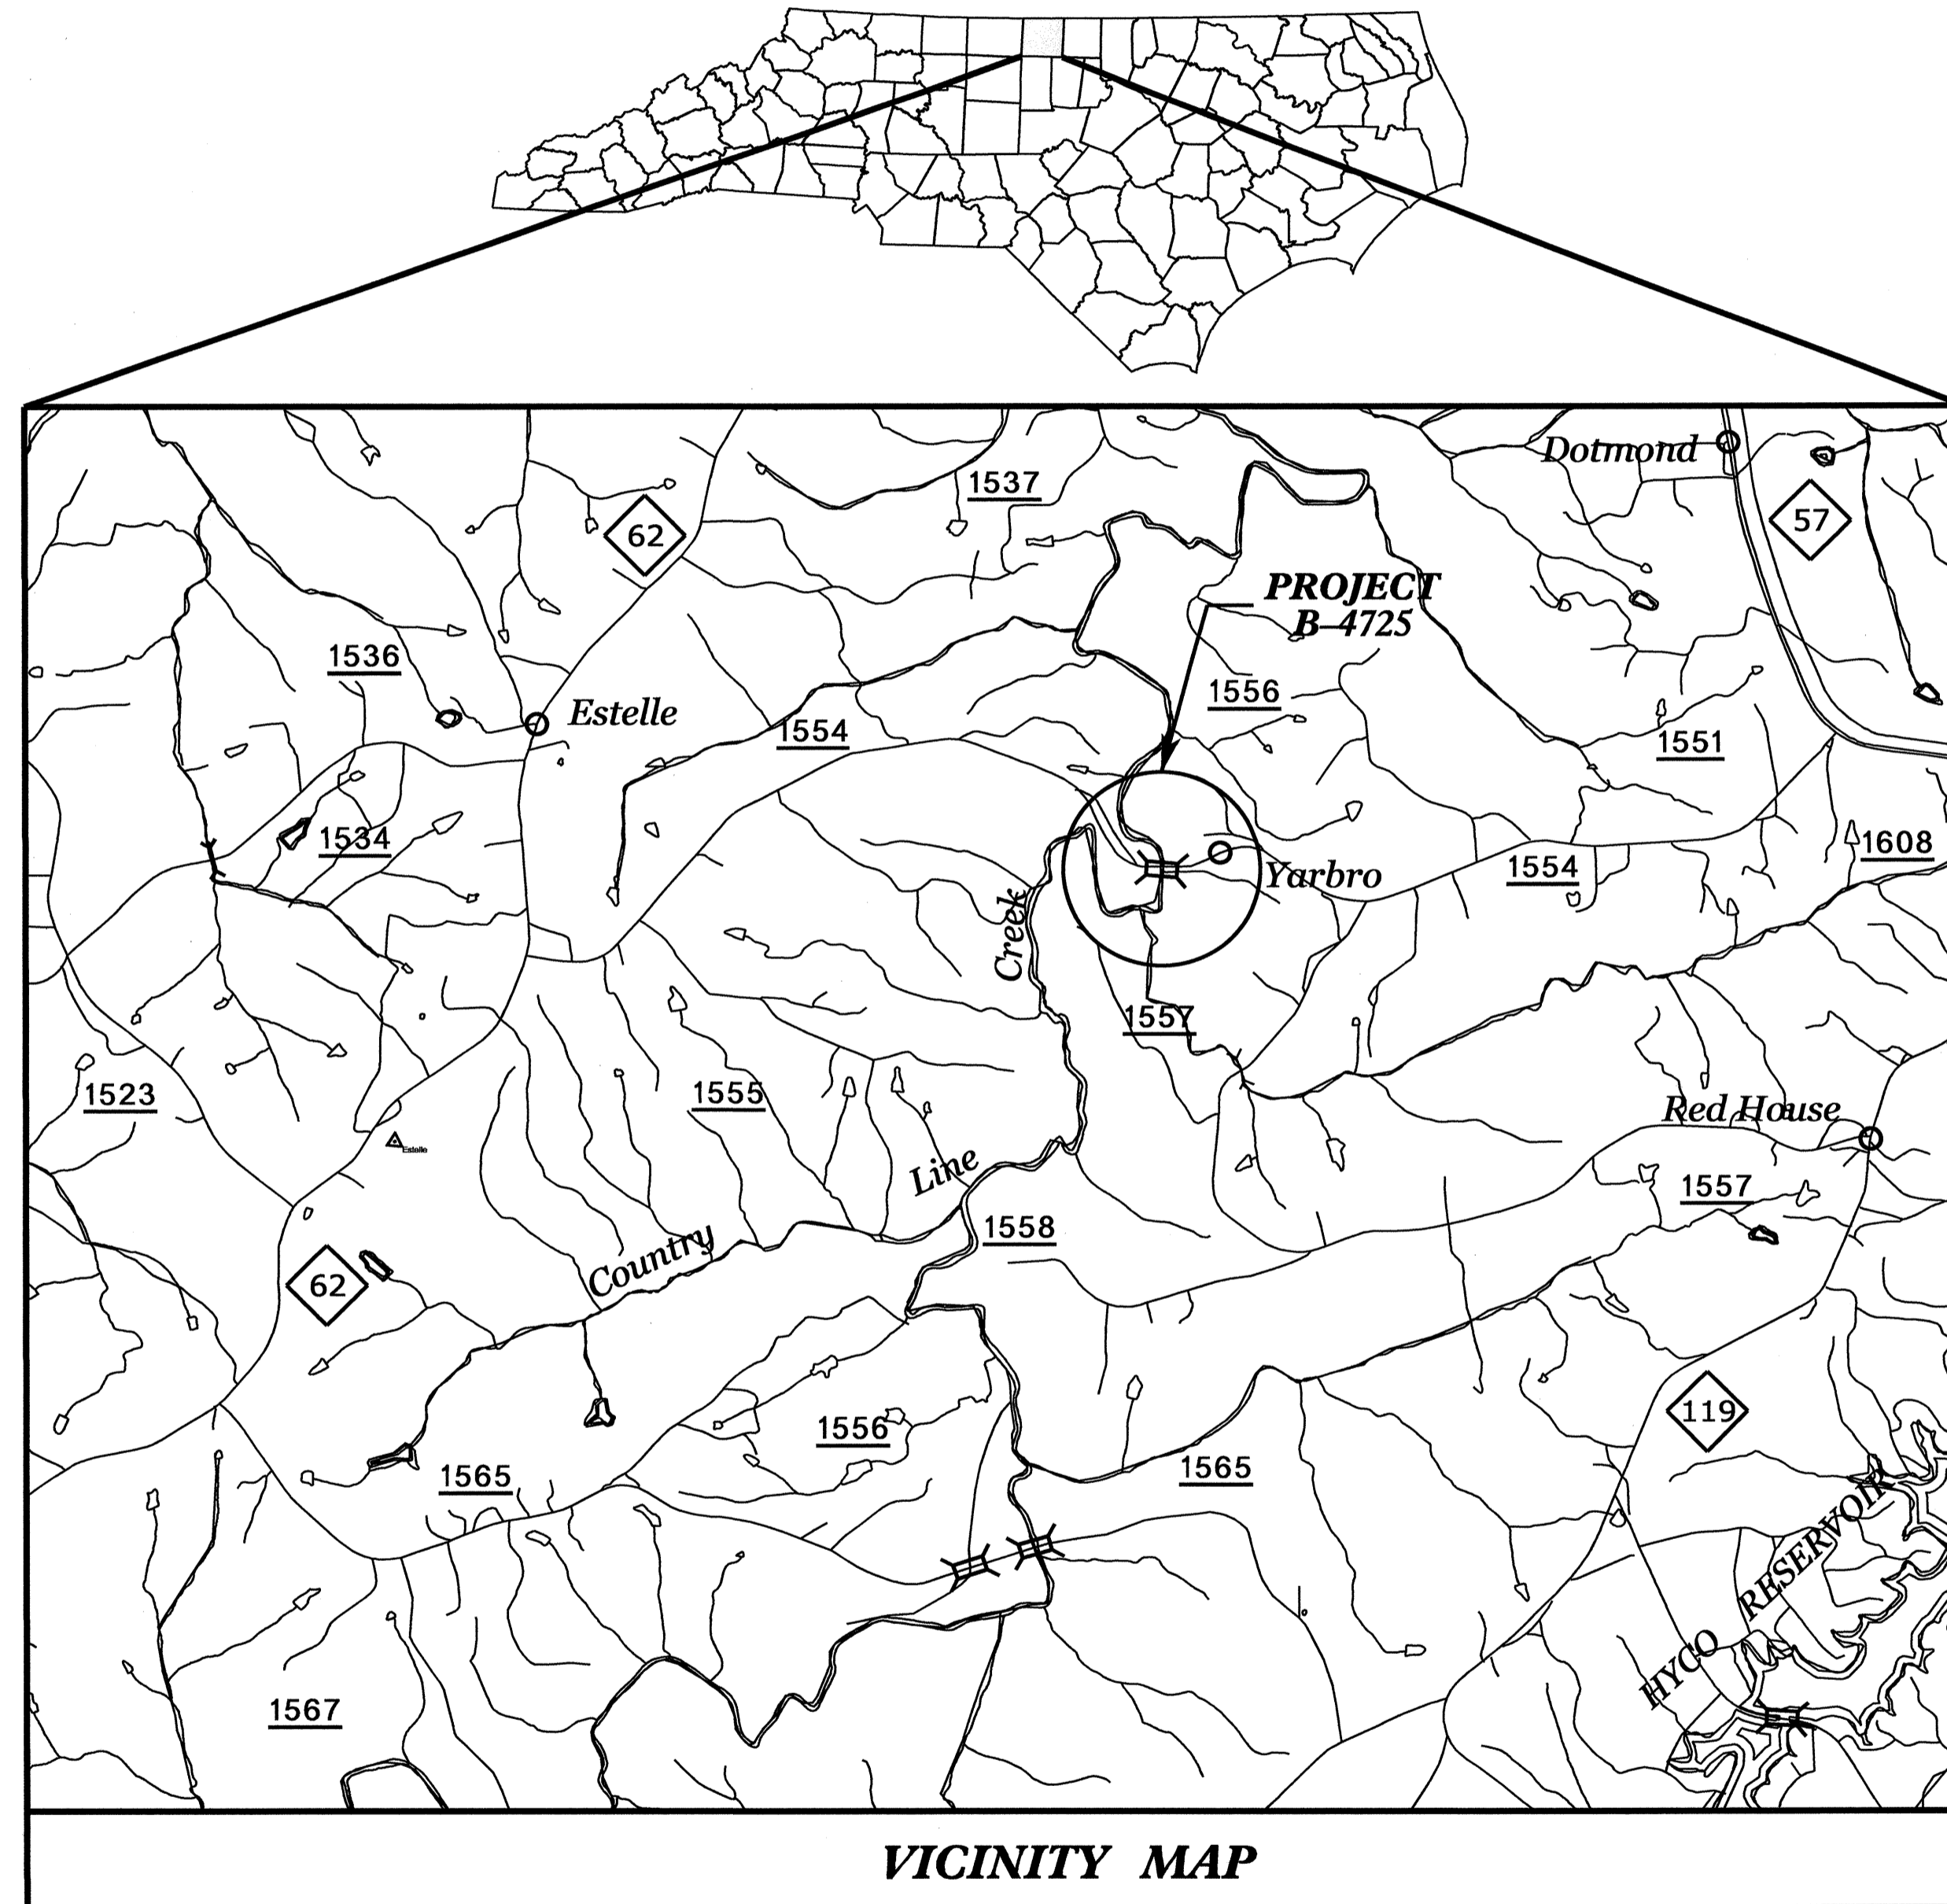 Dotmond
1537
57
62
PROJECT
B-4725
1536
1556
Estelle
1554
1551
1534
1608
1554
Yarbro
Creek
1557
1523
1555
Red House
Estelle
Line
1557
1558
Country
62
119
1556
1565
1565
HYCO RESERVOIR
1567
VICINITY MAP